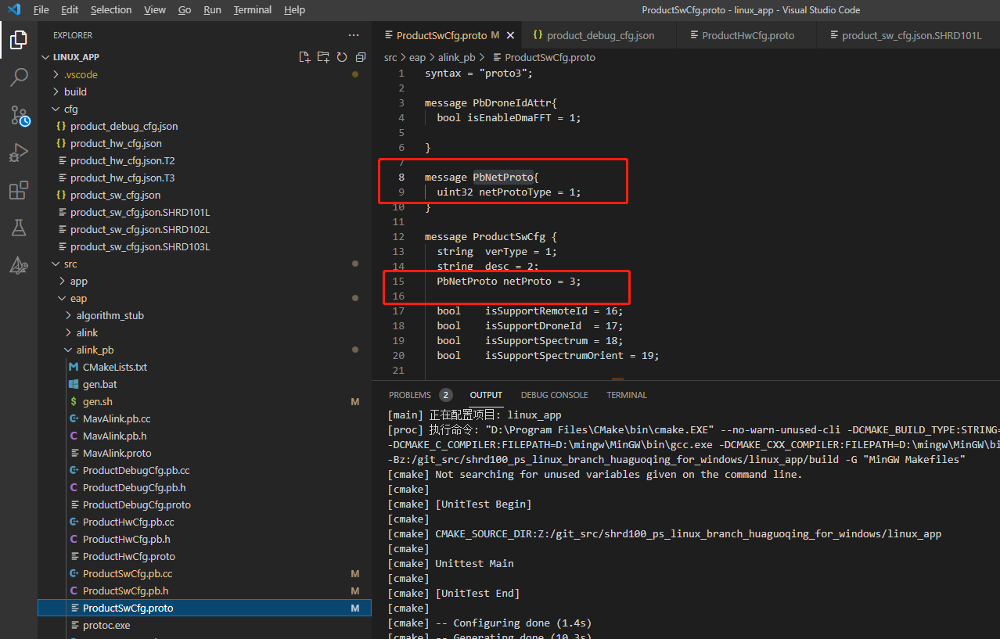 File Edit Selection View Go Run Terminal Help
ProductSwCfg.proto - linux_app - Visual Studio Code
EXPLORER
LINUX_APP
.vscode
build
cfg
product_debug_cfg.json
product_hw_cfg.json
product_hw_cfg.json.T2
product_hw_cfg.json.T3
product_sw_cfg.json
product_sw_cfg.json.SHRD101L
product_sw_cfg.json.SHRD102L
product_sw_cfg.json.SHRD103L
src
app
eap
algorithm_stub
alink
alink_pb
CMakeLists.txt
gen.bat
gen.sh M
MavAlink.pb.cc
MavAlink.pb.h
MavAlink.proto
ProductDebugCfg.pb.cc
ProductDebugCfg.pb.h
ProductDebugCfg.proto
ProductHwCfg.pb.cc
ProductHwCfg.pb.h
ProductHwCfg.proto
ProductSwCfg.pb.cc M
ProductSwCfg.pb.h M
ProductSwCfg.proto M
protoc.exe
ProductSwCfg.proto M
product_debug_cfg.json
ProductHwCfg.proto
product_sw_cfg.json.SHRD101L
src > eap > alink_pb > ProductSwCfg.proto
1 syntax = "proto3";
2
3 message PbDroneIdAttr{
4 bool isEnableDmaFFT = 1;
5
6 }
7
8 message PbNetProto{
9 uint32 netProtoType = 1;
10 }
11
12 message ProductSwCfg {
13 string verType = 1;
14 string desc = 2;
15 PbNetProto netProto = 3;
16
17 bool isSupportRemoteId = 16;
18 bool isSupportDroneId = 17;
19 bool isSupportSpectrum = 18;
20 bool isSupportSpectrumOrient = 19;
21
PROBLEMS 2 OUTPUT DEBUG CONSOLE TERMINAL
[main] 正在配置项目: linux_app
[proc] 执行命令: "D:\Program Files\CMake\bin\cmake.EXE" --no-warn-unused-cli -DCMAKE_BUILD_TYPE:STRING=
-DCMAKE_C_COMPILER:FILEPATH=D:\mingw\MinGW\bin\gcc.exe -DCMAKE_CXX_COMPILER:FILEPATH=D:\mingw\MinGW\bi
-Bz:/git_src/shrd100_ps_linux_branch_huaguoqing_for_windows/linux_app/build -G "MinGW Makefiles"
[cmake] Not searching for unused variables given on the command line.
[cmake]
[cmake] [UnitTest Begin]
[cmake]
[cmake] CMAKE_SOURCE_DIR:Z:/git_src/shrd100_ps_linux_branch_huaguoqing_for_windows/linux_app
[cmake]
[cmake] Unittest Main
[cmake]
[cmake] [UnitTest End]
[cmake]
[cmake] -- Configuring done (1.4s)
[cmake] -- Generating done (10.3s)